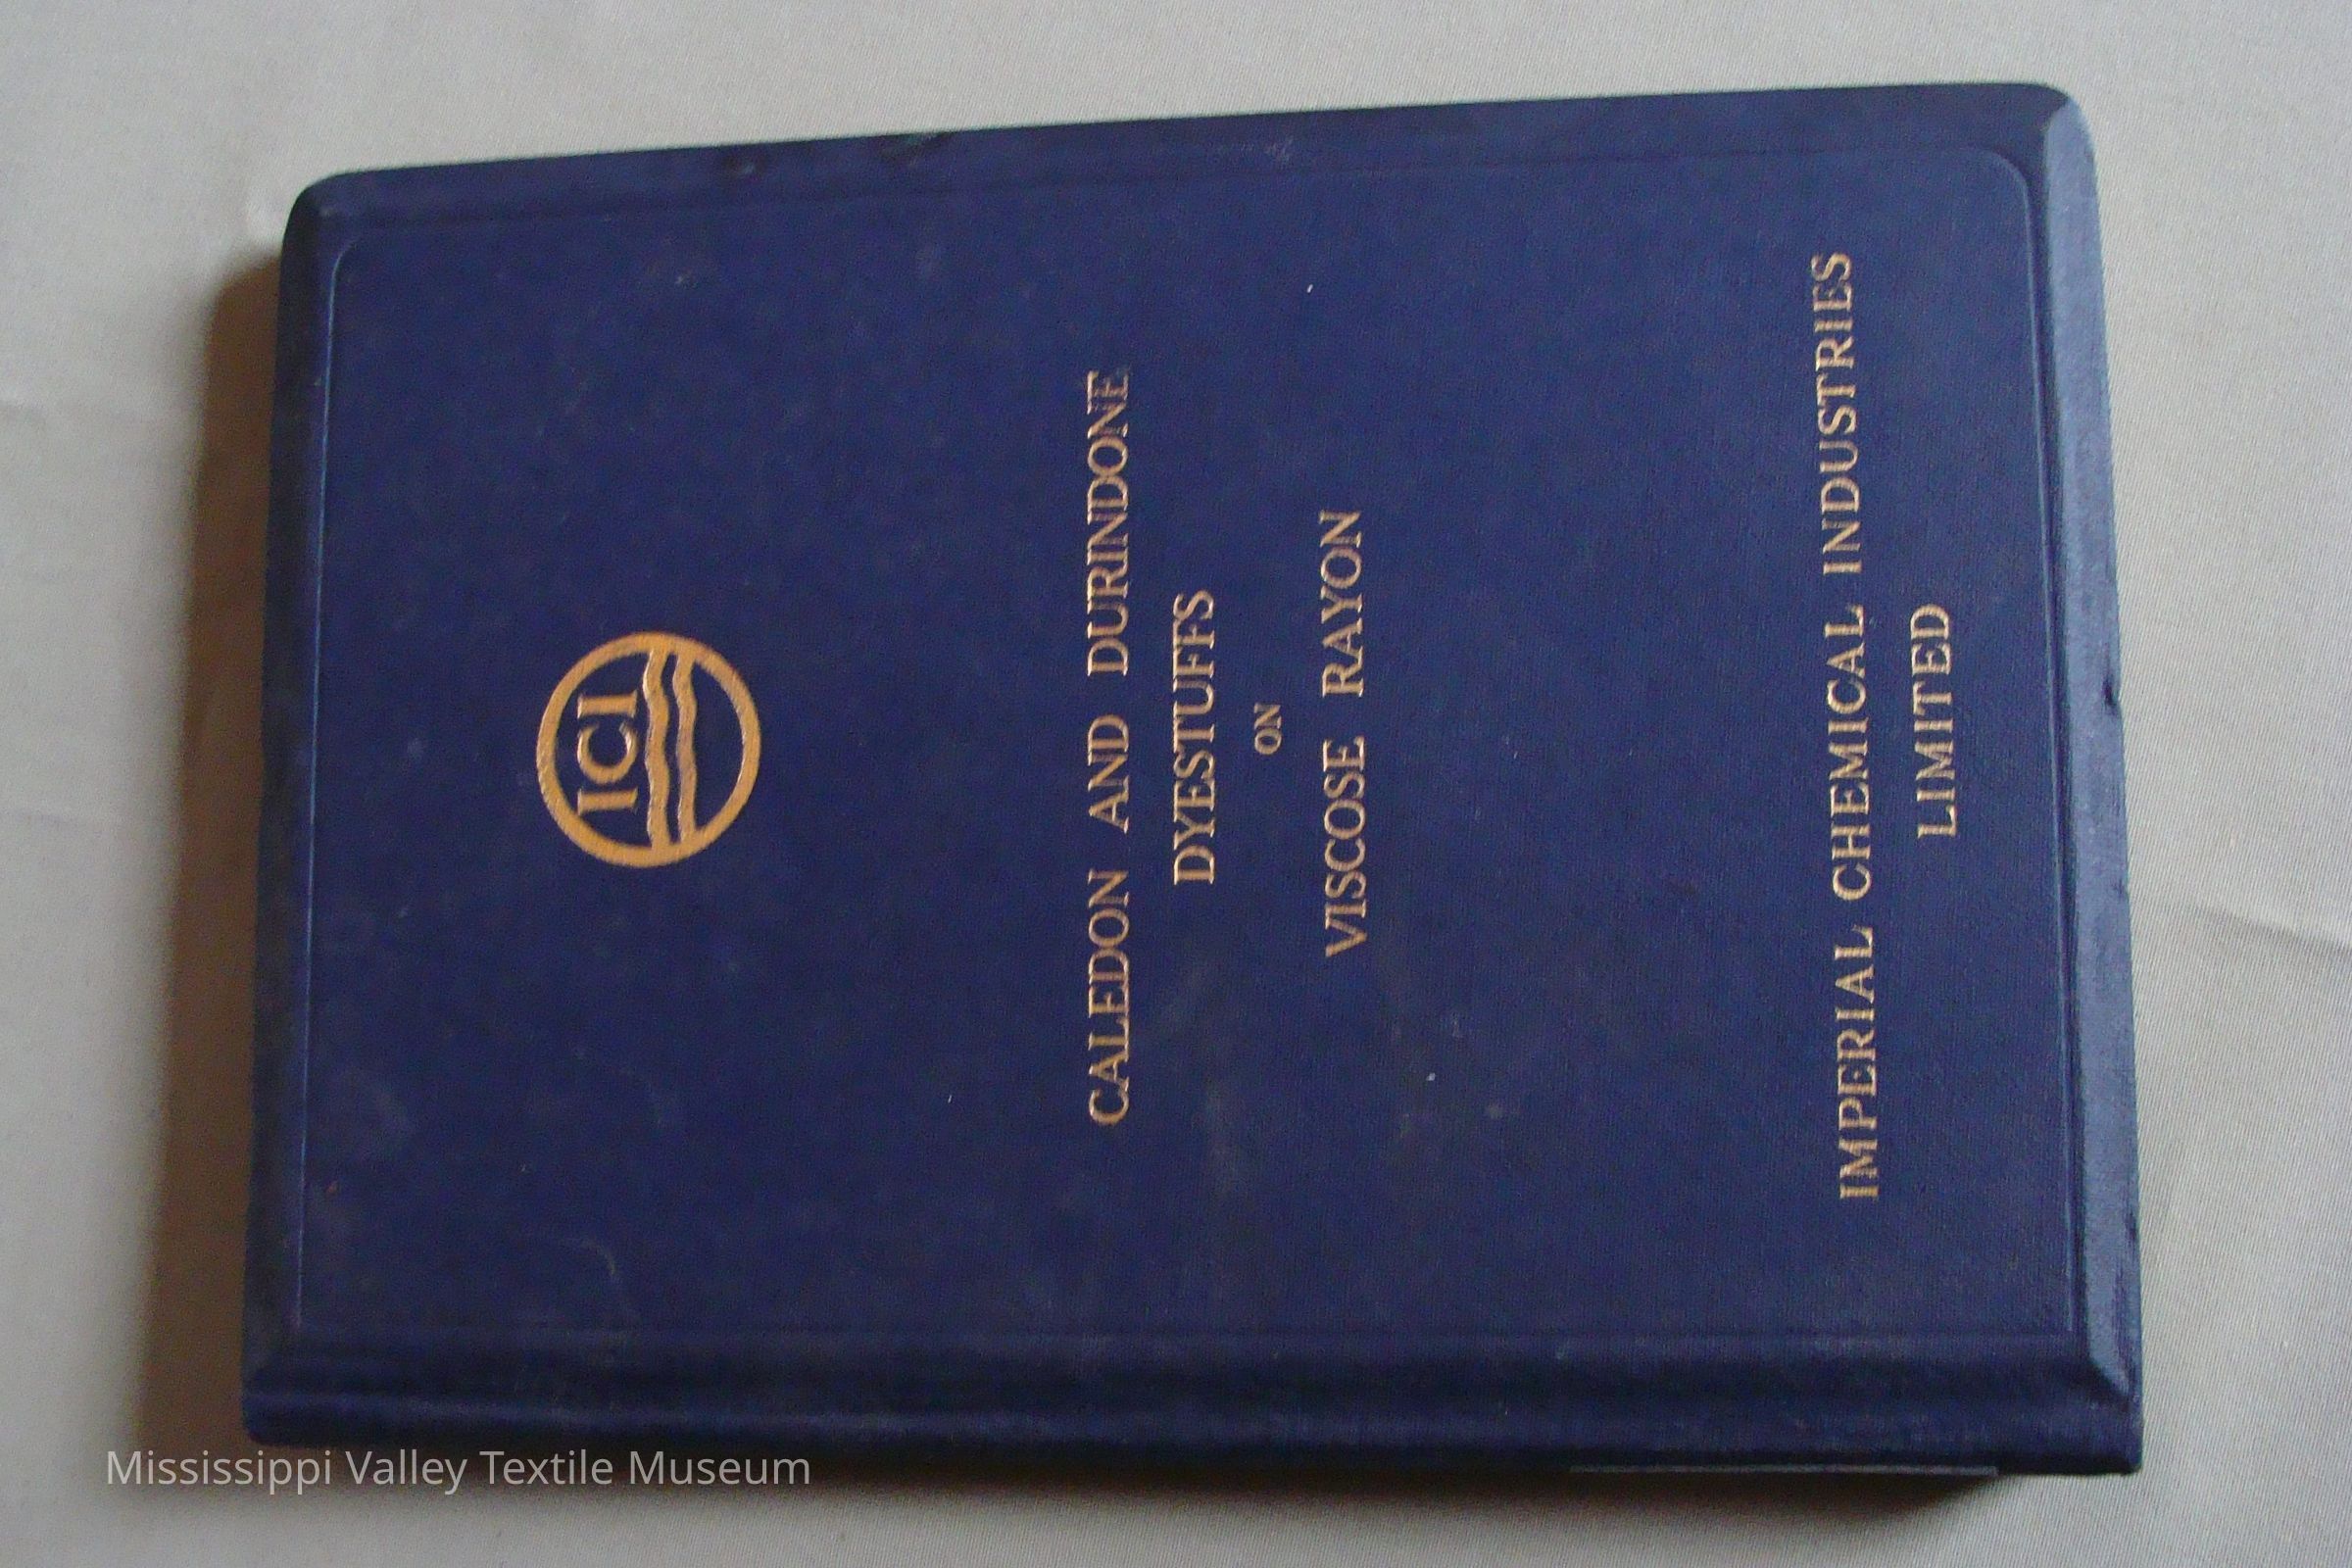 ICI
CALEDON AND DURINDONE
DYESTUFFS
ON
VISCOSE RAYON
IMPERIAL CHEMICAL INDUSTRIES
LIMITED
Mississippi Valley Textile Museum